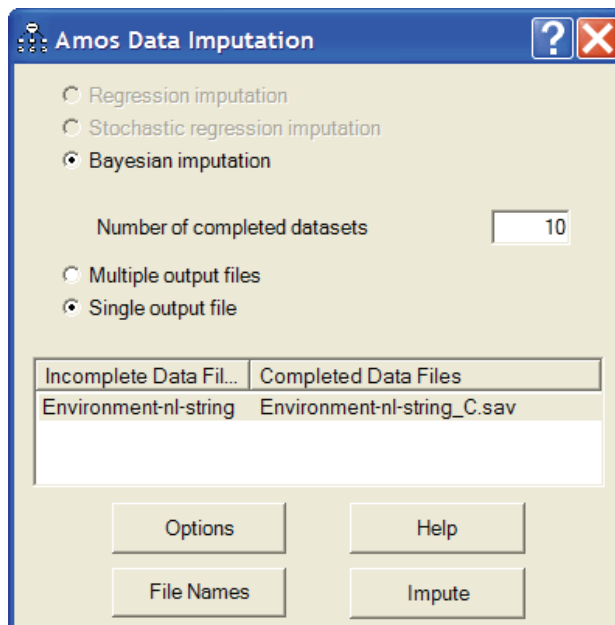 Amos Data Imputation
Regression imputation
Stochastic regression imputation
Bayesian imputation
Number of completed datasets 10
Multiple output files
Single output file
Incomplete Data Fil... Completed Data Files
Environment-nl-string Environment-nl-string_C.sav
Options Help
File Names Impute